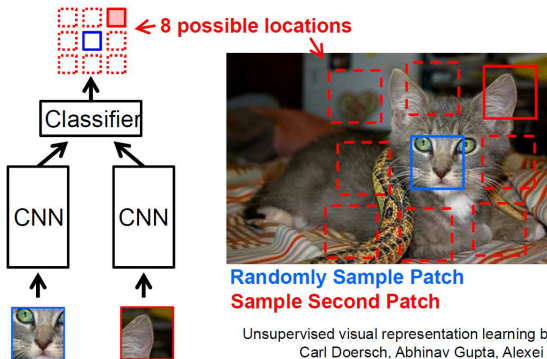 8 possible locations
Classifier
CNN CNN
Randomly Sample Patch
Sample Second Patch
Unsupervised visual representation learning b
Carl Doersch, Abhinav Gupta, Alexei